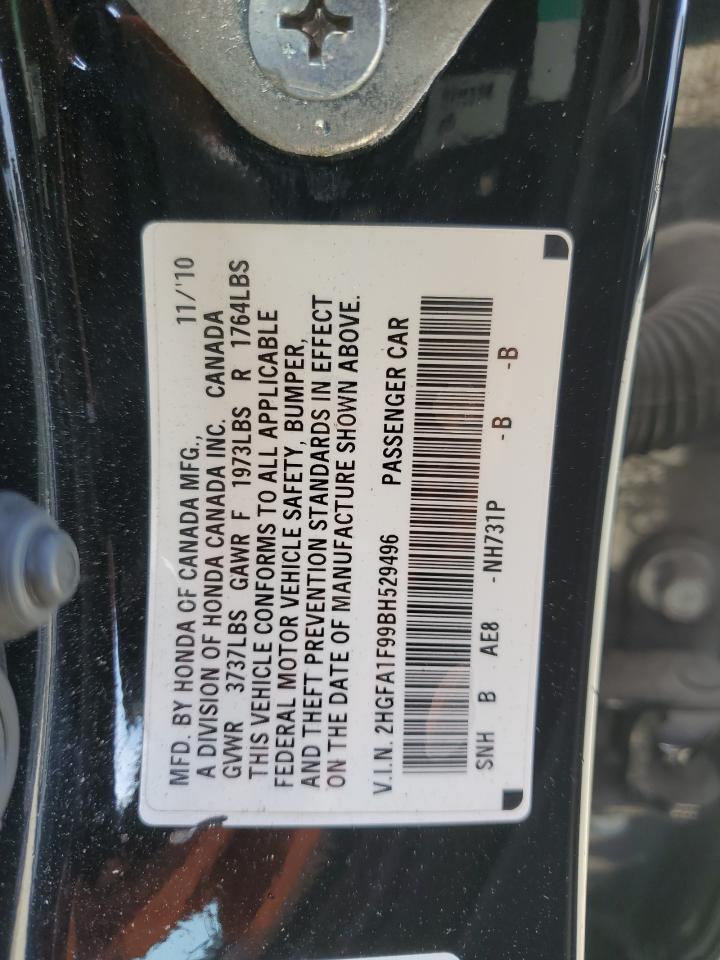 MFD. BY HONDA OF CANADA MFG., 11/'10
A DIVISION OF HONDA CANADA INC. CANADA
GVWR 3737LBS GAWR F 1973LBS R 1764LBS
THIS VEHICLE CONFORMS TO ALL APPLICABLE
FEDERAL MOTOR VEHICLE SAFETY, BUMPER,
AND THEFT PREVENTION STANDARDS IN EFFECT
ON THE DATE OF MANUFACTURE SHOWN ABOVE.
V.I.N. 2HGFA1F99BH529496 PASSENGER CAR
SNH B AE8 -NH731P -B -B